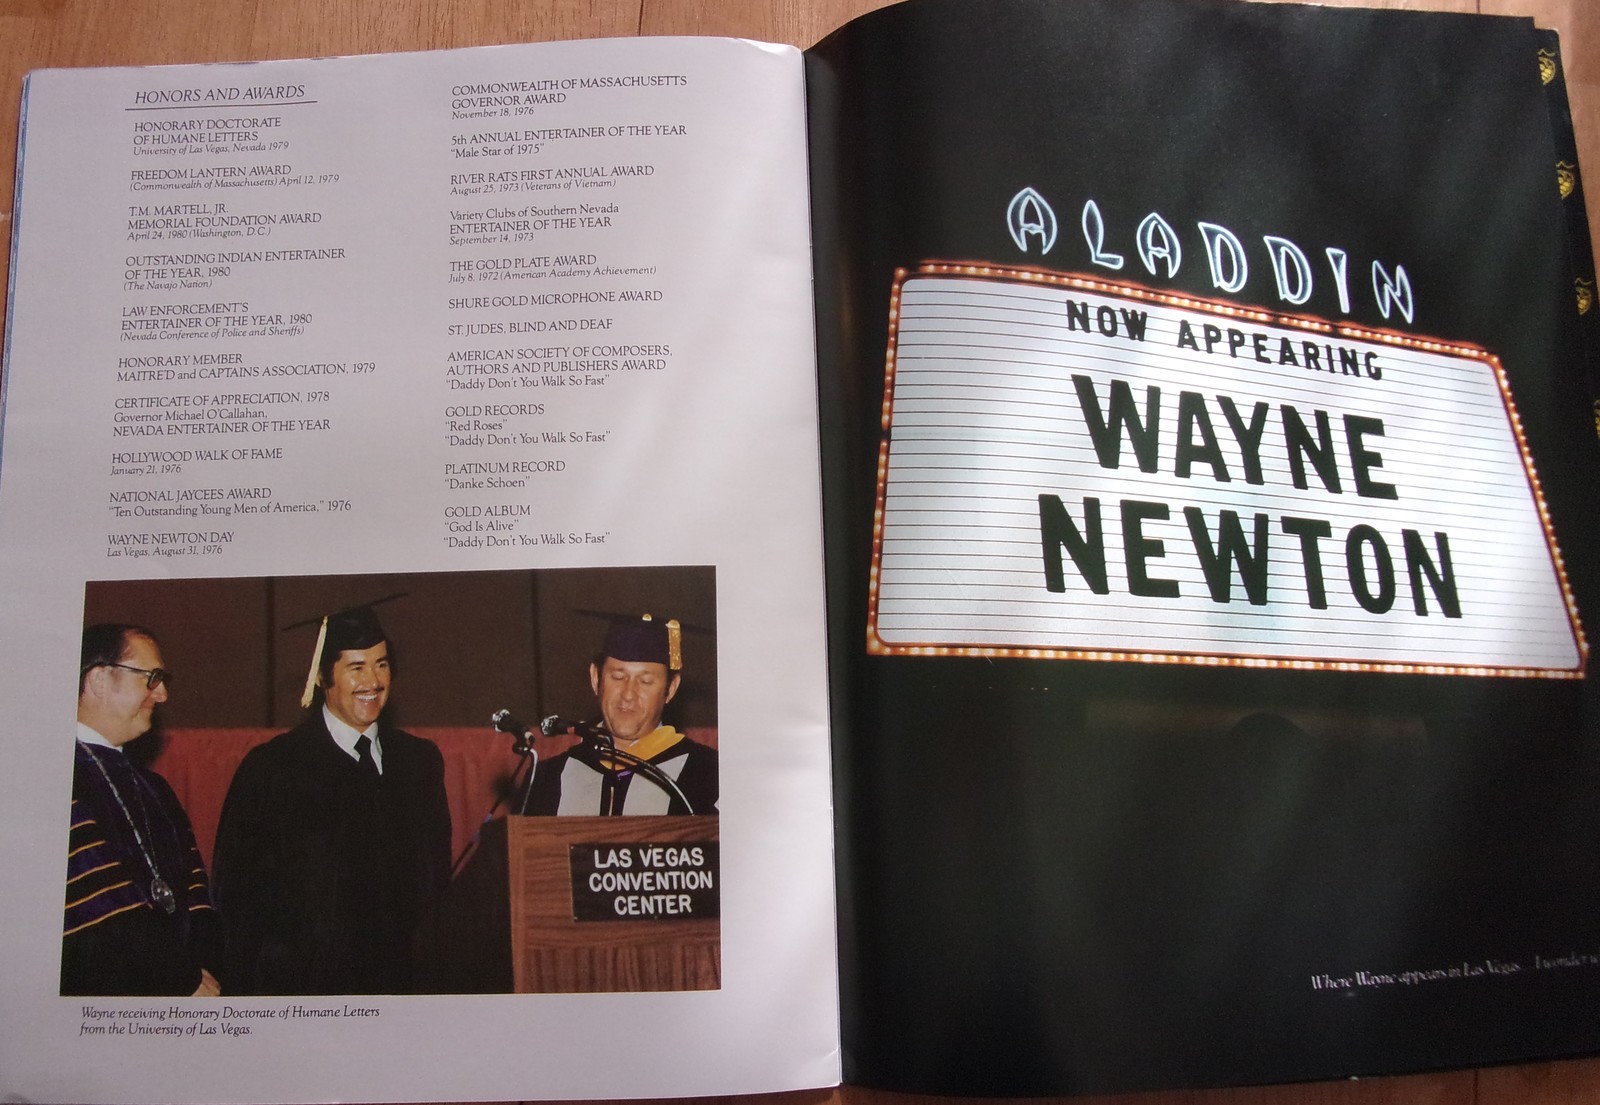 HONORS AND AWARDS
HONORARY DOCTORATE
OF HUMANE LETTERS
University of Las Vegas, Nevada 1979
FREEDOM LANTERN AWARD
(Commonwealth of Massachusetts) April 12, 1979
T.M. MARTELL, JR.
MEMORIAL FOUNDATION AWARD
April 24, 1980 (Washington, D.C.)
OUTSTANDING INDIAN ENTERTAINER
OF THE YEAR, 1980
(The Navajo Nation)
LAW ENFORCEMENT'S
ENTERTAINER OF THE YEAR, 1980
(Nevada Conference of Police and Sheriffs)
HONORARY MEMBER
MAITRE'D and CAPTAINS ASSOCIATION, 1979
CERTIFICATE OF APPRECIATION, 1978
Governor Michael O'Callahan,
NEVADA ENTERTAINER OF THE YEAR
HOLLYWOOD WALK OF FAME
January 21, 1976
NATIONAL JAYCEES AWARD
"Ten Outstanding Young Men of America," 1976
WAYNE NEWTON DAY
Las Vegas, August 31, 1976
COMMONWEALTH OF MASSACHUSETTS
GOVERNOR AWARD
November 18, 1976
5th ANNUAL ENTERTAINER OF THE YEAR
"Male Star of 1975"
RIVER RATS FIRST ANNUAL AWARD
August 25, 1973 (Veterans of Vietnam)
Variety Clubs of Southern Nevada
ENTERTAINER OF THE YEAR
September 14, 1973
THE GOLD PLATE AWARD
July 8, 1972 (American Academy Achievement)
SHURE GOLD MICROPHONE AWARD
ST. JUDES, BLIND AND DEAF
AMERICAN SOCIETY OF COMPOSERS,
AUTHORS AND PUBLISHERS AWARD
"Daddy Don't You Walk So Fast"
GOLD RECORDS
"Red Roses"
"Daddy Don't You Walk So Fast"
PLATINUM RECORD
"Danke Schoen"
GOLD ALBUM
"God Is Alive"
"Daddy Don't You Walk So Fast"
LAS VEGAS
CONVENTION
CENTER
Wayne receiving Honorary Doctorate of Humane Letters
from the University of Las Vegas.
ALADDIN
NOW APPEARING
WAYNE
NEWTON
Where Wayne appears in Las Vegas... I wonder